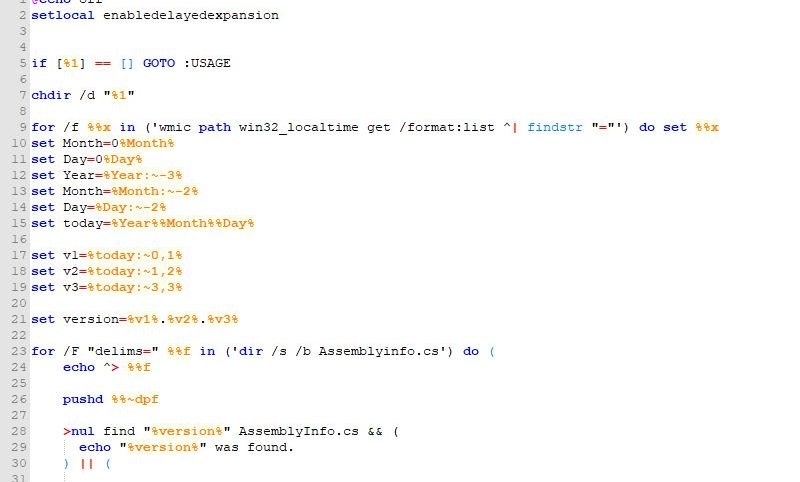 @echo off
2 setlocal enabledelayedexpansion
3
4
5 if [%1] == [] GOTO :USAGE
6
7 chdir /d "%1"
8
9 for /f %%x in ('wmic path win32_localtime get /format:list ^| findstr "="') do set %%x
10 set Month=0%Month%
11 set Day=0%Day%
12 set Year=%Year:~-3%
13 set Month=%Month:~-2%
14 set Day=%Day:~-2%
15 set today=%Year%%Month%%Day%
16
17 set v1=%today:~0,1%
18 set v2=%today:~1,2%
19 set v3=%today:~3,3%
20
21 set version=%v1%.%v2%.%v3%
22
23 for /F "delims=" %%f in ('dir /s /b Assemblyinfo.cs') do (
24 echo ^> %%f
25
26 pushd %%~dpf
27
28 >nul find "%version%" AssemblyInfo.cs && (
29 echo "%version%" was found.
30 ) || (
31